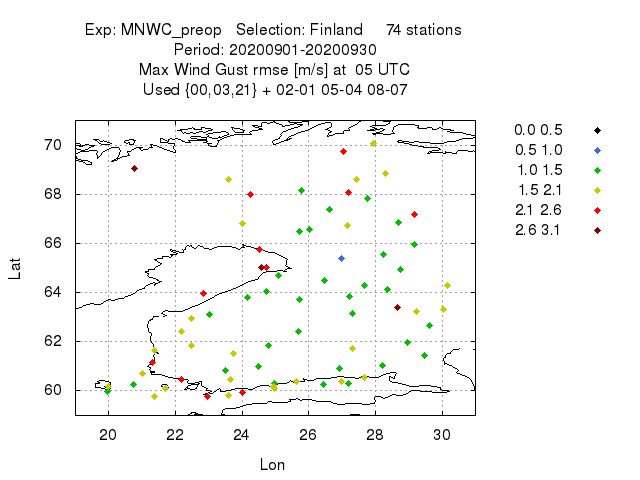 Exp: MNWC_preop   Selection: Finland     74 stations
Period: 20200901-20200930
Max Wind Gust rmse [m/s] at  05 UTC
Used {00,03,21} + 02-01 05-04 08-07
0.0 0.5
0.5 1.0
1.0 1.5
1.5 2.1
2.1 2.6
2.6 3.1
70
68
66
64
62
60
Lat
20 22 24 26 28 30
Lon